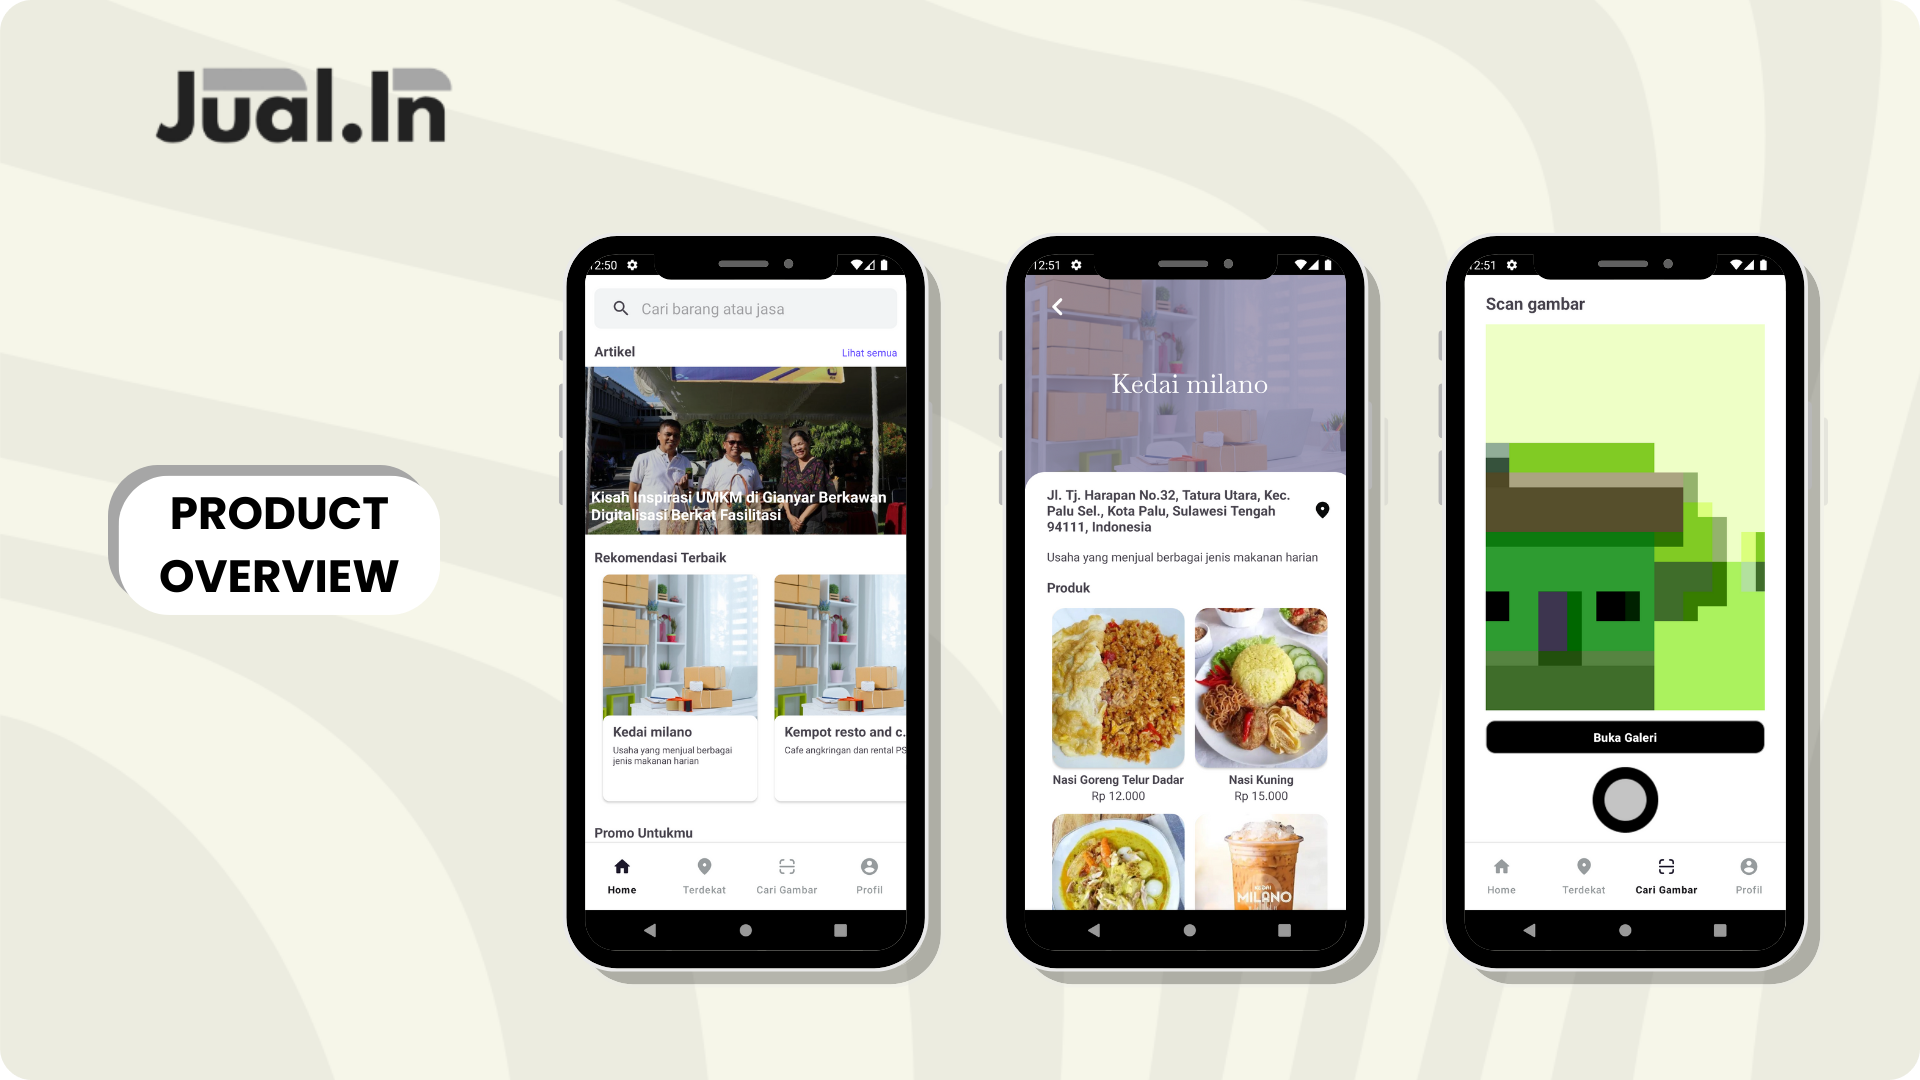 Jual.In
PRODUCT
OVERVIEW
12:50
Cari barang atau jasa
Artikel
Lihat semua
Kisah Inspirasi UMKM di Gianyar Berkawan
Digitalisasi Berkat Fasilitasi
Rekomendasi Terbaik
Kedai milano
Usaha yang menjual berbagai
jenis makanan harian
Kempot resto and c.
Cafe angkringan dan rental PS
Promo Untukmu
Home
Terdekat
Cari Gambar
Profil
12:51
Kedai milano
Jl. Tj. Harapan No.32, Tatura Utara, Kec.
Palu Sel., Kota Palu, Sulawesi Tengah
94111, Indonesia
Usaha yang menjual berbagai jenis makanan harian
Produk
Nasi Goreng Telur Dadar
Rp 12.000
Nasi Kuning
Rp 15.000
MILANO
12:51
Scan gambar
Buka Galeri
Home
Terdekat
Cari Gambar
Profil